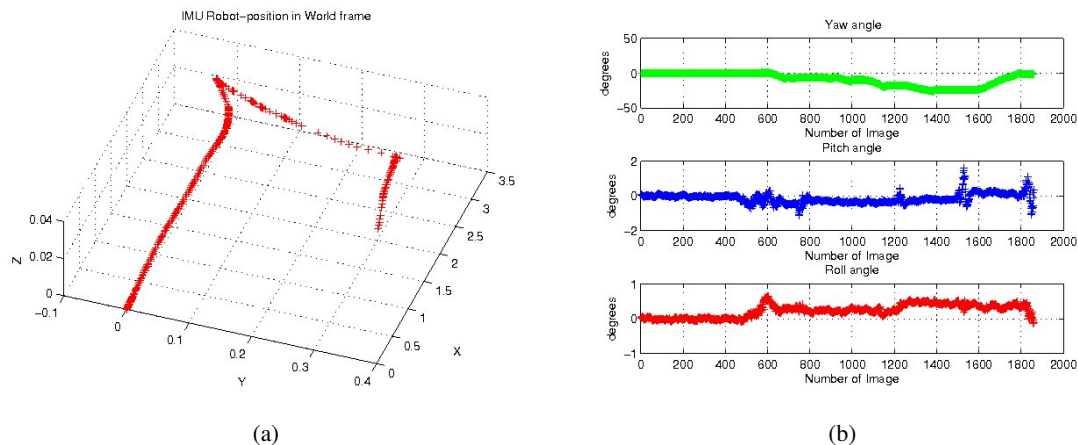 IMU Robot-position in World frame
0.04
0.02
0
Z
-0.1
0
0.1
0.2
0.3
0.4
Y
0
0.5
1
1.5
2
2.5
3
3.5
X
(a)
Yaw angle
50
0
-50
degrees
0 200 400 600 800 1000 1200 1400 1600 1800 2000
Number of Image
Pitch angle
2
0
-2
degrees
0 200 400 600 800 1000 1200 1400 1600 1800 2000
Number of Image
Roll angle
1
0
-1
degrees
0 200 400 600 800 1000 1200 1400 1600 1800 2000
Number of Image
(b)